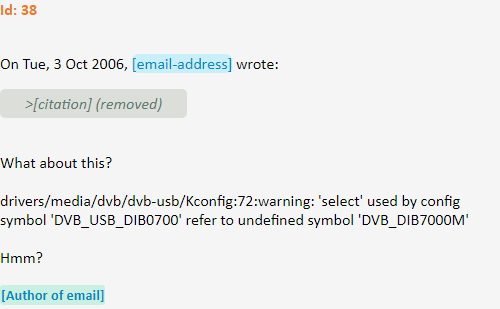 Id: 38
On Tue, 3 Oct 2006, [email-address] wrote:
>[citation] (removed)
What about this?
drivers/media/dvb/dvb-usb/Kconfig:72:warning: 'select' used by config
symbol 'DVB_USB_DIB0700' refer to undefined symbol 'DVB_DIB7000M'
Hmm?
[Author of email]